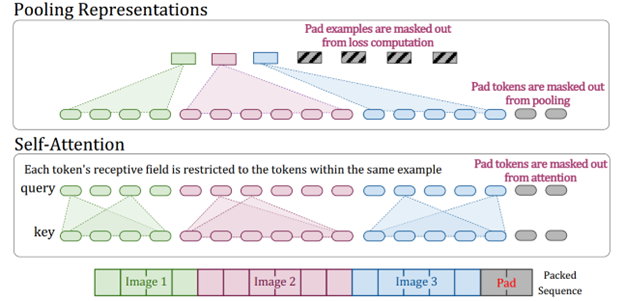 Pooling Representations
Pad examples are masked out
from loss computation
Pad tokens are masked out
from pooling
Self-Attention
Each token's receptive field is restricted to the tokens within the same example
Pad tokens are masked out
from attention
query
key
Image 1
Image 2
Image 3
Pad
Packed
Sequence